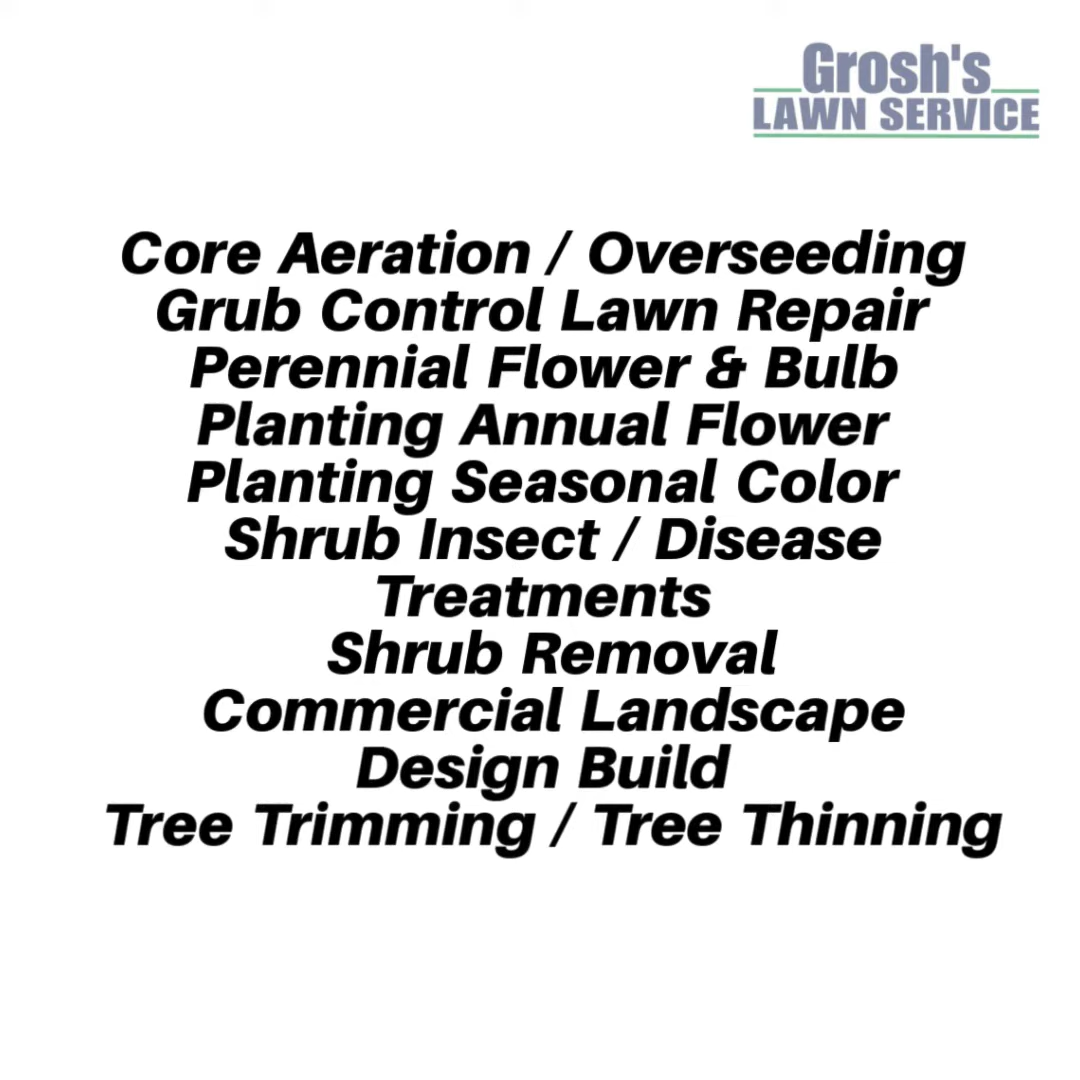 Grosh's
LAWN SERVICE
Core Aeration / Overseeding
Grub Control Lawn Repair
Perennial Flower & Bulb
Planting Annual Flower
Planting Seasonal Color
Shrub Insect / Disease
Treatments
Shrub Removal
Commercial Landscape
Design Build
Tree Trimming / Tree Thinning